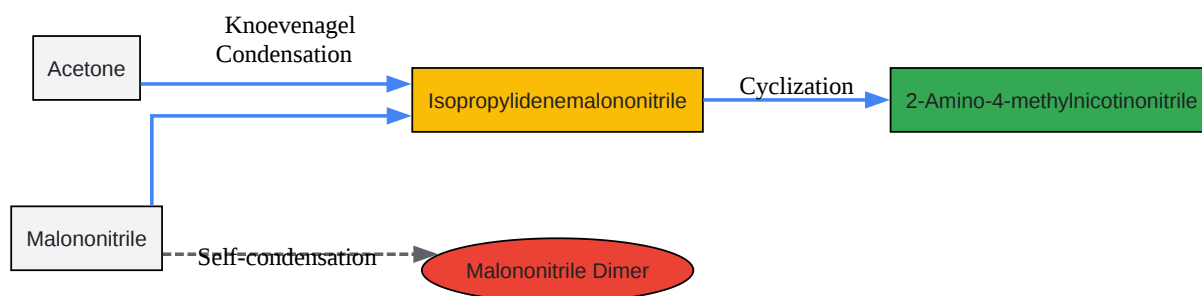 Knoevenagel
Condensation
Acetone
Isopropylidenemalononitrile
Cyclization
2-Amino-4-methylnicotinonitrile
Malononitrile
Self-condensation
Malononitrile Dimer